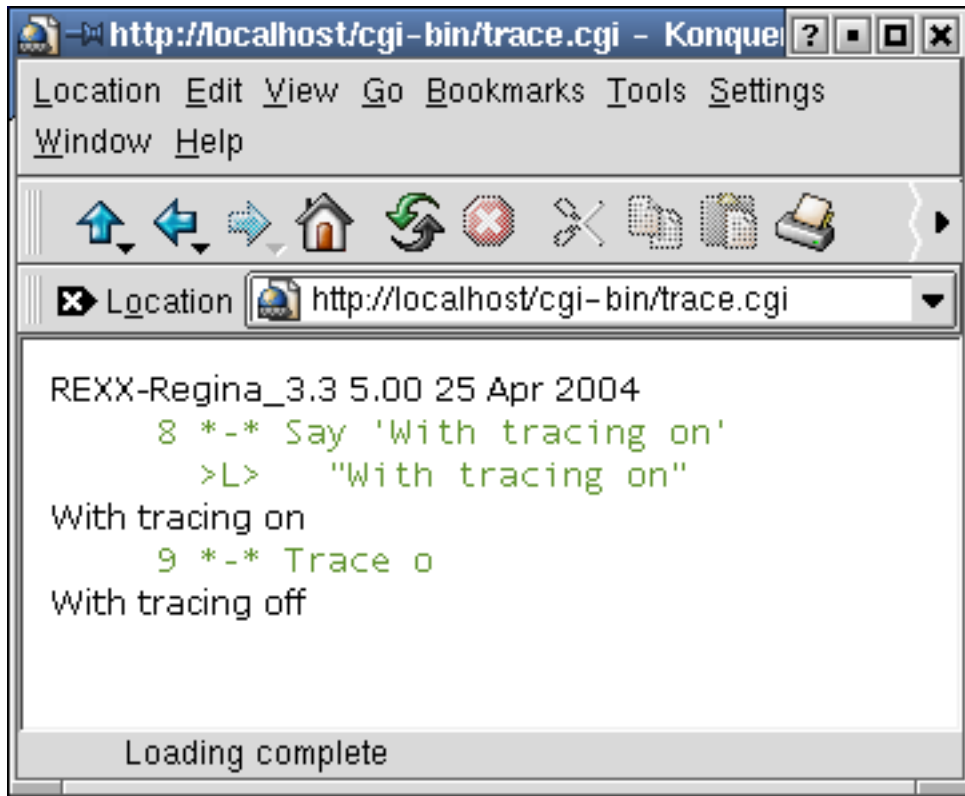 http://localhost/cgi-bin/trace.cgi - Konque
Location Edit View Go Bookmarks Tools Settings
Window Help
Location http://localhost/cgi-bin/trace.cgi
REXX-Regina_3.3 5.00 25 Apr 2004
8 *-* Say 'With tracing on'
>L> "With tracing on"
With tracing on
9 *-* Trace o
With tracing off
Loading complete